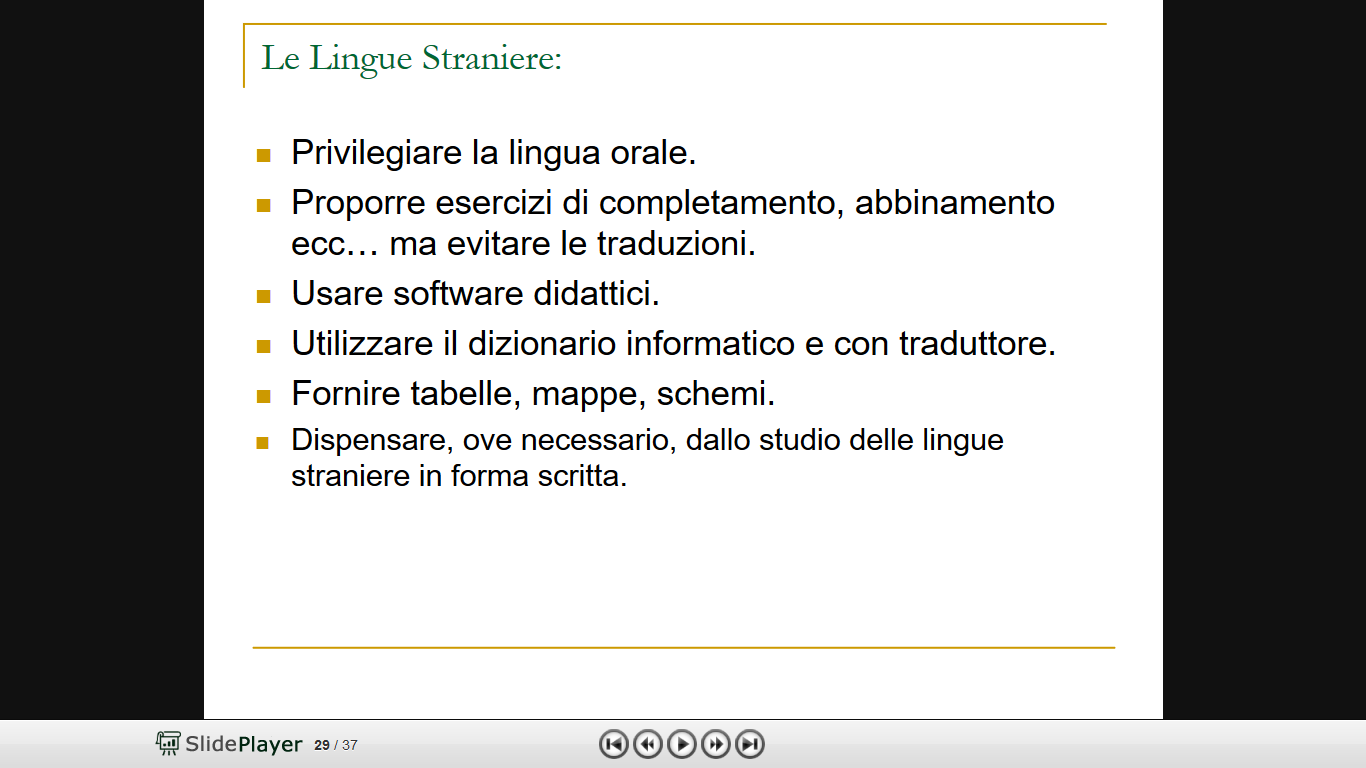 Le Lingue Straniere:
Privilegiare la lingua orale.
Proporre esercizi di completamento, abbinamento
ecc… ma evitare le traduzioni.
Usare software didattici.
Utilizzare il dizionario informatico e con traduttore.
Fornire tabelle, mappe, schemi.
Dispensare, ove necessario, dallo studio delle lingue
straniere in forma scritta.
SlidePlayer 29 / 37